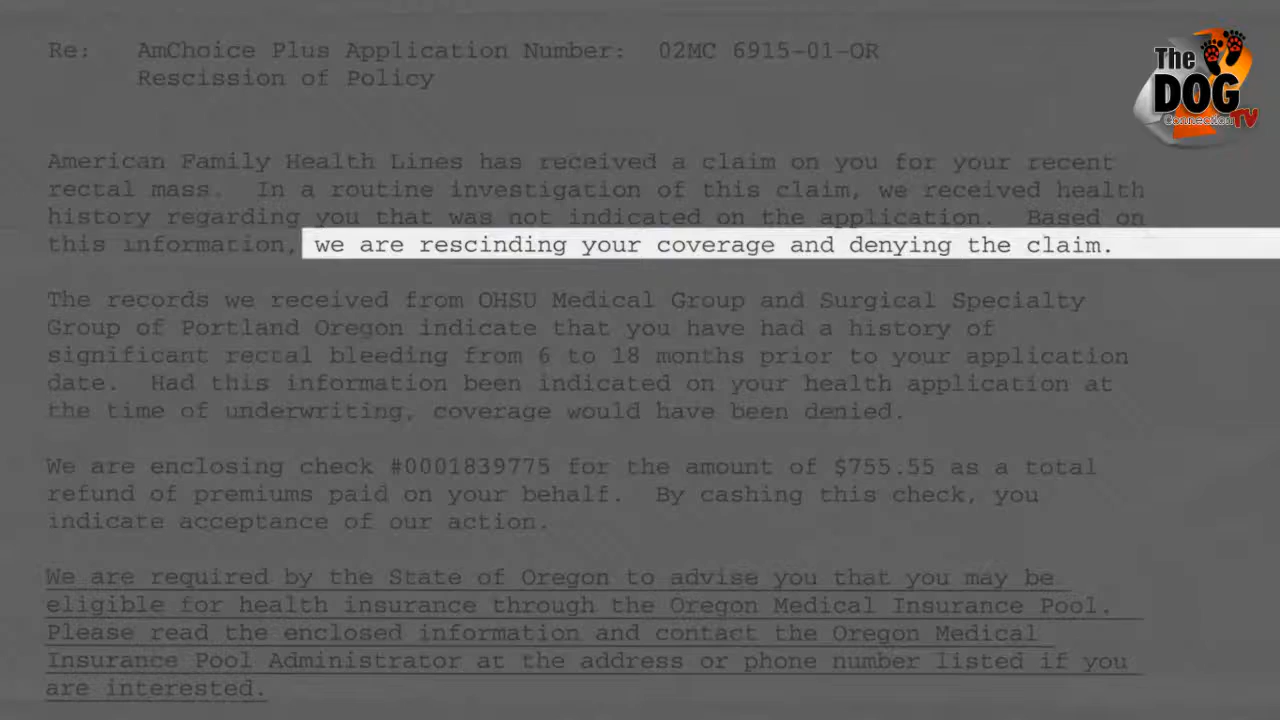 Re: AmChoice Plus Application Number: 02MC 6915-01-OR
Rescission of Policy
The
DOG
Connection TV
American Family Health Lines has received a claim on you for your recent
rectal mass. In a routine investigation of this claim, we received health
history regarding you that was not indicated on the application. Based on
this information, we are rescinding your coverage and denying the claim.
The records we received from OHSU Medical Group and Surgical Specialty
Group of Portland Oregon indicate that you have had a history of
significant rectal bleeding from 6 to 18 months prior to your application
date. Had this information been indicated on your health application at
the time of underwriting, coverage would have been denied.
We are enclosing check #0001839775 for the amount of $755.55 as a total
refund of premiums paid on your behalf. By cashing this check, you
indicate acceptance of our action.
We are required by the State of Oregon to advise you that you may be
eligible for health insurance through the Oregon Medical Insurance Pool.
Please read the enclosed information and contact the Oregon Medical
Insurance Pool Administrator at the address or phone number listed if you
are interested.